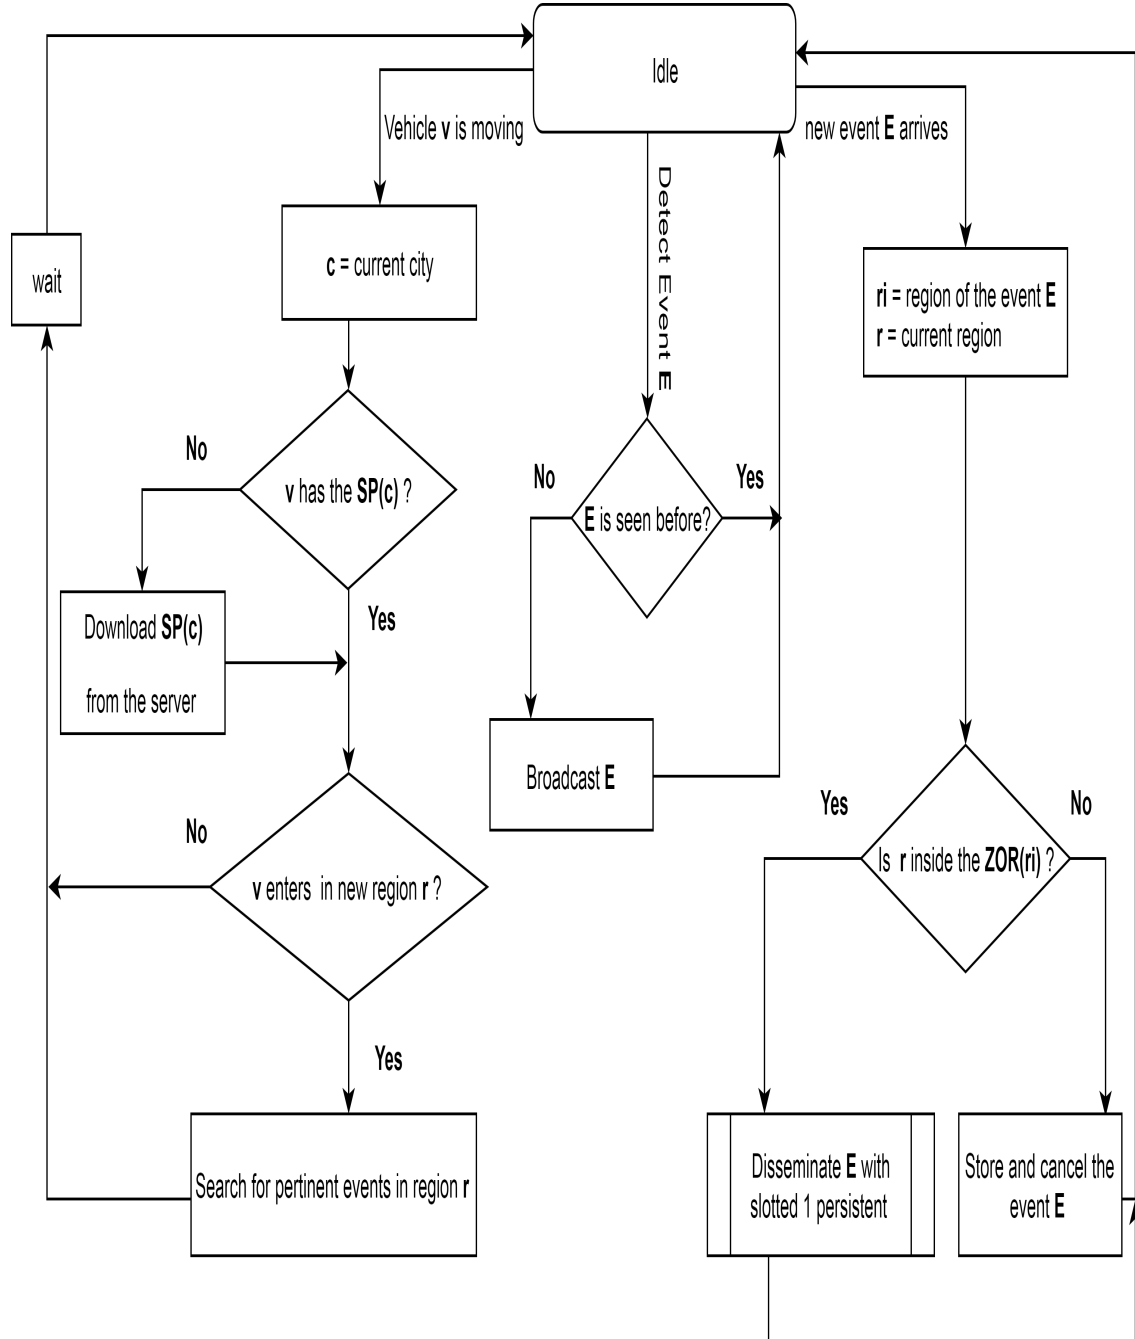 Idle
Vehicle v is moving
new event E arrives
Detect Event E
wait
c = current city
ri = region of the event E
r = current region
No
v has the SP(c) ?
Yes
No
E is seen before?
Yes
Download SP(c)
from the server
Broadcast E
No
v enters in new region r ?
Yes
Yes
Is r inside the ZOR(ri) ?
No
Search for pertinent events in region r
Disseminate E with
slotted 1 persistent
Store and cancel the
event E